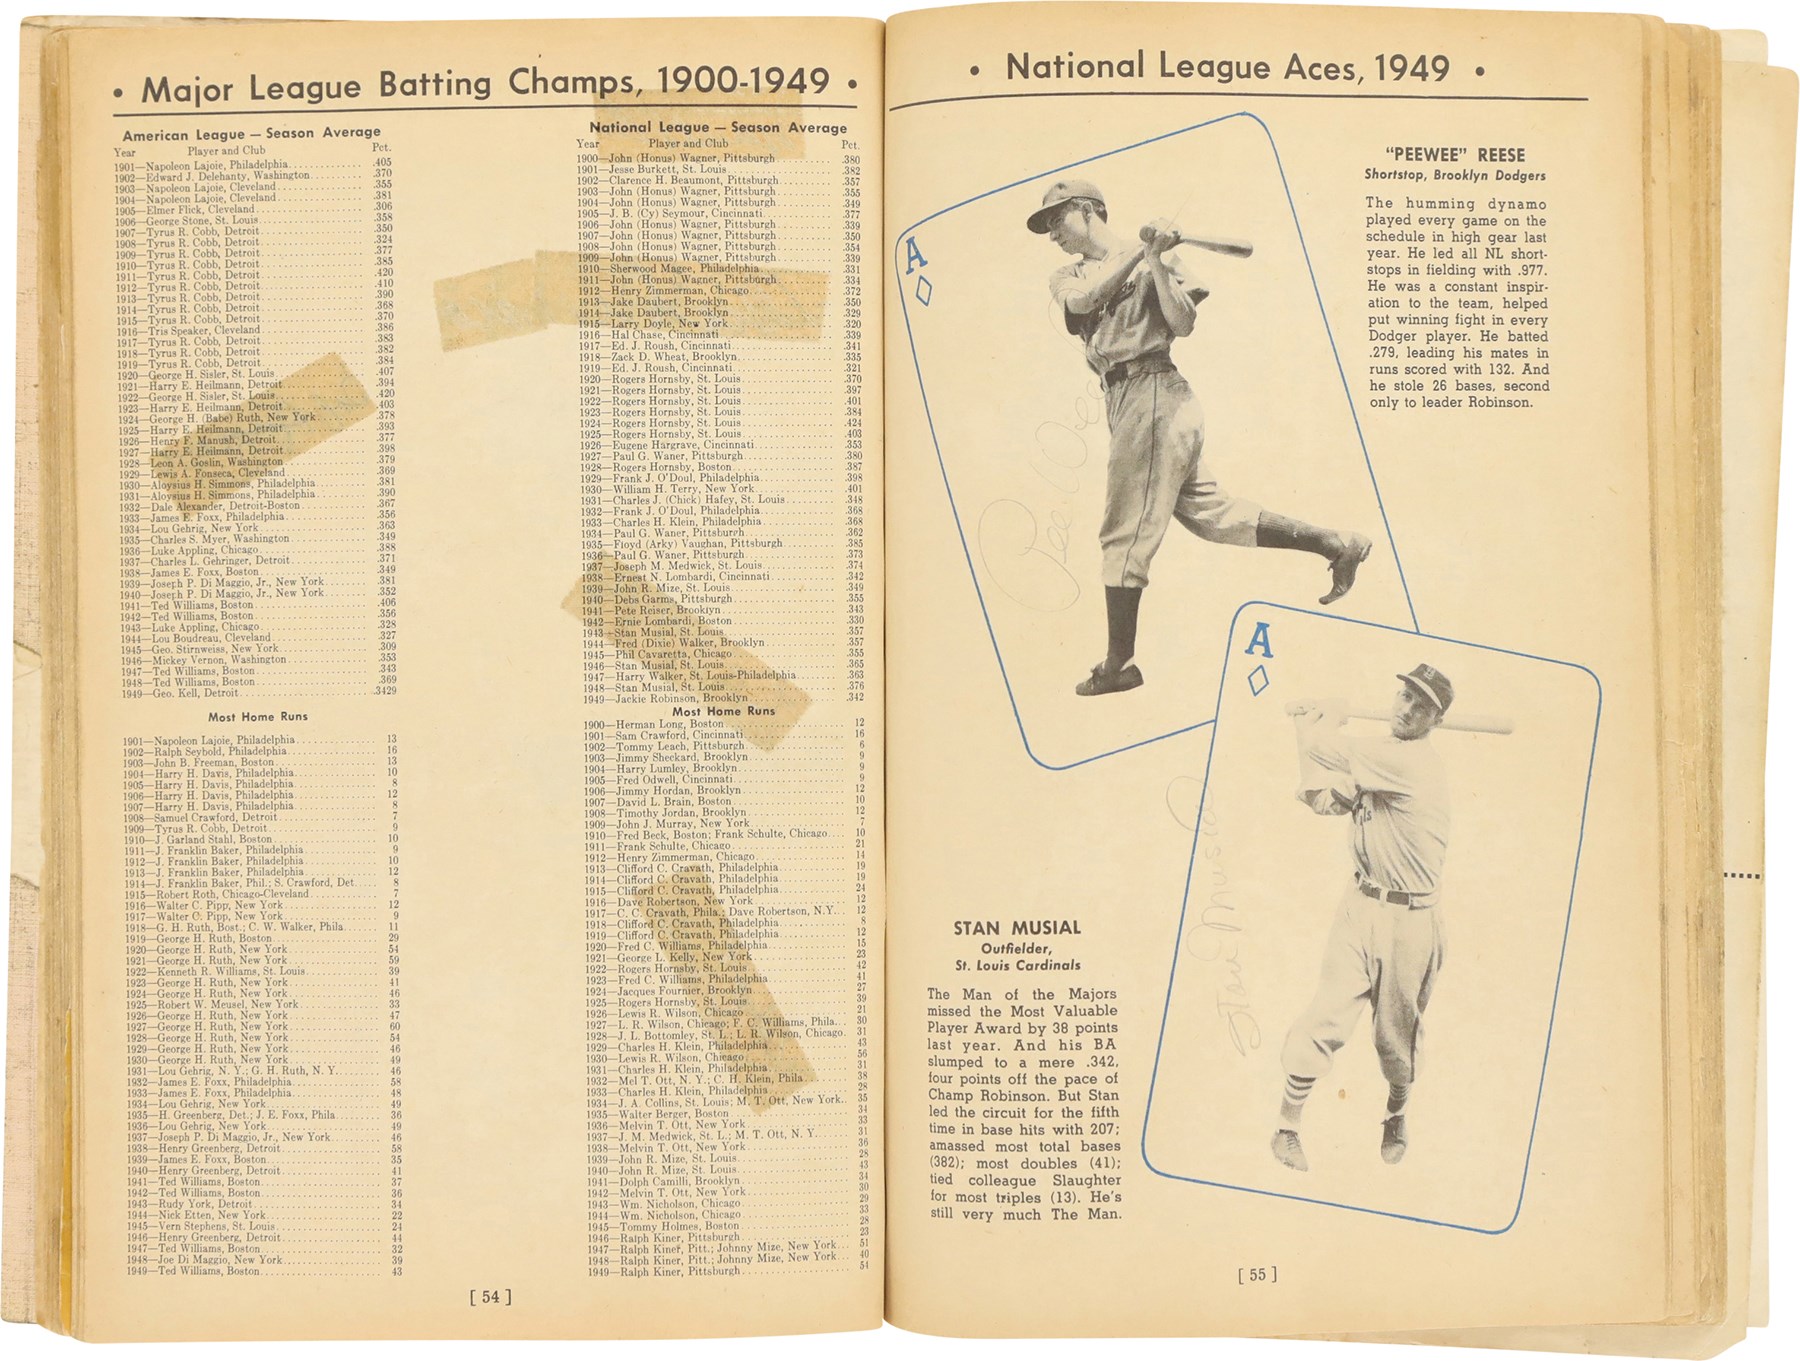 • Major League Batting Champs, 1900-1949 •
American League — Season Average
Year Player and Club Pct.
1901—Napoleon Lajoie, Philadelphia .405
1902—Edward J. Delehanty, Washington .370
1903—Napoleon Lajoie, Cleveland .355
1904—Napoleon Lajoie, Cleveland .381
1905—Elmer Flick, Cleveland .306
1906—George Stone, St. Louis .358
1907—Tyrus R. Cobb, Detroit .350
1908—Tyrus R. Cobb, Detroit .324
1909—Tyrus R. Cobb, Detroit .377
1910—Tyrus R. Cobb, Detroit .385
1911—Tyrus R. Cobb, Detroit .420
1912—Tyrus R. Cobb, Detroit .410
1913—Tyrus R. Cobb, Detroit .390
1914—Tyrus R. Cobb, Detroit .368
1915—Tyrus R. Cobb, Detroit .370
1916—Tris Speaker, Cleveland .386
1917—Tyrus R. Cobb, Detroit .383
1918—Tyrus R. Cobb, Detroit .382
1919—Tyrus R. Cobb, Detroit .384
1920—George H. Sisler, St. Louis .407
1921—Harry E. Heilmann, Detroit .394
1922—George H. Sisler, St. Louis .420
1923—Harry E. Heilmann, Detroit .403
1924—George H. (Babe) Ruth, New York .378
1925—Harry E. Heilmann, Detroit .393
1926—Henry F. Manush, Detroit .377
1927—Harry E. Heilmann, Detroit .398
1928—Leon A. Goslin, Washington .379
1929—Lewis A. Fonseca, Cleveland .369
1930—Aloysius H. Simmons, Philadelphia .381
1931—Aloysius H. Simmons, Philadelphia .390
1932—Dale Alexander, Detroit-Boston .367
1933—James E. Foxx, Philadelphia .356
1934—Lou Gehrig, New York .363
1935—Charles S. Myer, Washington .349
1936—Luke Appling, Chicago .388
1937—Charles L. Gehringer, Detroit .371
1938—James E. Foxx, Boston .349
1939—Joseph P. Di Maggio, Jr., New York .381
1940—Joseph P. Di Maggio, Jr., New York .352
1941—Ted Williams, Boston .406
1942—Ted Williams, Boston .356
1943—Luke Appling, Chicago .328
1944—Lou Boudreau, Cleveland .327
1945—Geo. Stirnweiss, New York .309
1946—Mickey Vernon, Washington .353
1947—Ted Williams, Boston .343
1948—Ted Williams, Boston .369
1949—Geo. Kell, Detroit .3429
Most Home Runs
1901—Napoleon Lajoie, Philadelphia 13
1902—Ralph Seybold, Philadelphia 16
1903—John B. Freeman, Boston 13
1904—Harry H. Davis, Philadelphia 10
1905—Harry H. Davis, Philadelphia 8
1906—Harry H. Davis, Philadelphia 12
1907—Harry H. Davis, Philadelphia 8
1908—Samuel Crawford, Detroit 7
1909—Tyrus R. Cobb, Detroit 9
1910—J. Garland Stahl, Boston 10
1911—J. Franklin Baker, Philadelphia 9
1912—J. Franklin Baker, Philadelphia 10
1913—J. Franklin Baker, Philadelphia 12
1914—J. Franklin Baker, Phil.; S. Crawford, Det. 8
1915—Robert Roth, Chicago-Cleveland 7
1916—Walter C. Pipp, New York 12
1917—Walter C. Pipp, New York 9
1918—G. H. Ruth, Bost.; C. W. Walker, Phila. 11
1919—George H. Ruth, Boston 29
1920—George H. Ruth, New York 54
1921—George H. Ruth, New York 59
1922—Kenneth R. Williams, St. Louis 39
1923—George H. Ruth, New York 41
1924—George H. Ruth, New York 46
1925—Robert W. Meusel, New York 33
1926—George H. Ruth, New York 47
1927—George H. Ruth, New York 60
1928—George H. Ruth, New York 54
1929—George H. Ruth, New York 46
1930—George H. Ruth, New York 49
1931—Lou Gehrig, N. Y.; G. H. Ruth, N. Y. 46
1932—James E. Foxx, Philadelphia 58
1933—James E. Foxx, Philadelphia 48
1934—Lou Gehrig, New York 49
1935—H. Greenberg, Det.; J. E. Foxx, Phila. 36
1936—Lou Gehrig, New York 49
1937—Joseph P. Di Maggio, Jr., New York 46
1938—Henry Greenberg, Detroit 58
1939—James E. Foxx, Boston 35
1940—Henry Greenberg, Detroit 41
1941—Ted Williams, Boston 37
1942—Ted Williams, Boston 36
1943—Rudy York, Detroit 34
1944—Nick Etten, New York 22
1945—Vern Stephens, St. Louis 24
1946—Henry Greenberg, Detroit 44
1947—Ted Williams, Boston 32
1948—Joe Di Maggio, New York 39
1949—Ted Williams, Boston 43
National League — Season Average
Year Player and Club Pct.
1900—John (Honus) Wagner, Pittsburgh .380
1901—Jesse Burkett, St. Louis .382
1902—Clarence H. Beaumont, Pittsburgh .357
1903—John (Honus) Wagner, Pittsburgh .355
1904—John (Honus) Wagner, Pittsburgh .349
1905—J. B. (Cy) Seymour, Cincinnati .377
1906—John (Honus) Wagner, Pittsburgh .339
1907—John (Honus) Wagner, Pittsburgh .350
1908—John (Honus) Wagner, Pittsburgh .354
1909—John (Honus) Wagner, Pittsburgh .339
1910—Sherwood Magee, Philadelphia .331
1911—John (Honus) Wagner, Pittsburgh .334
1912—Henry Zimmerman, Chicago .372
1913—Jake Daubert, Brooklyn .350
1914—Jake Daubert, Brooklyn .329
1915—Larry Doyle, New York .320
1916—Hal Chase, Cincinnati .339
1917—Ed. J. Roush, Cincinnati .341
1918—Zack D. Wheat, Brooklyn .335
1919—Ed. J. Roush, Cincinnati .321
1920—Rogers Hornsby, St. Louis .370
1921—Rogers Hornsby, St. Louis .397
1922—Rogers Hornsby, St. Louis .401
1923—Rogers Hornsby, St. Louis .384
1924—Rogers Hornsby, St. Louis .424
1925—Rogers Hornsby, St. Louis .403
1926—Eugene Hargrave, Cincinnati .353
1927—Paul G. Waner, Pittsburgh .380
1928—Rogers Hornsby, Boston .387
1929—Frank J. O'Doul, Philadelphia .398
1930—William H. Terry, New York .401
1931—Charles J. (Chick) Hafey, St. Louis .348
1932—Frank J. O'Doul, Philadelphia .368
1933—Charles H. Klein, Philadelphia .368
1934—Paul G. Waner, Pittsburgh .362
1935—Floyd (Arky) Vaughan, Pittsburgh .385
1936—Paul G. Waner, Pittsburgh .373
1937—Joseph M. Medwick, St. Louis .374
1938—Ernest N. Lombardi, Cincinnati .342
1939—John R. Mize, St. Louis .349
1940—Debs Garms, Pittsburgh .355
1941—Pete Reiser, Brooklyn .343
1942—Ernie Lombardi, Boston .330
1943—Stan Musial, St. Louis .357
1944—Fred (Dixie) Walker, Brooklyn .357
1945—Phil Cavaretta, Chicago .355
1946—Stan Musial, St. Louis .365
1947—Harry Walker, St. Louis-Philadelphia .363
1948—Stan Musial, St. Louis .376
1949—Jackie Robinson, Brooklyn .342
Most Home Runs
1900—Herman Long, Boston 12
1901—Sam Crawford, Cincinnati 16
1902—Tommy Leach, Pittsburgh 6
1903—Jimmy Sheckard, Brooklyn 9
1904—Harry Lumley, Brooklyn 9
1905—Fred Odwell, Cincinnati 9
1906—Jimmy Hordan, Brooklyn 12
1907—David L. Brain, Boston 10
1908—Timothy Jordan, Brooklyn 12
1909—John J. Murray, New York 7
1910—Fred Beck, Boston; Frank Schulte, Chicago 10
1911—Frank Schulte, Chicago 21
1912—Henry Zimmerman, Chicago 14
1913—Clifford C. Cravath, Philadelphia 19
1914—Clifford C. Cravath, Philadelphia 19
1915—Clifford C. Cravath, Philadelphia 24
1916—Dave Robertson, New York 12
1917—C. C. Cravath, Phila.; Dave Robertson, N.Y. 12
1918—Clifford C. Cravath, Philadelphia 8
1919—Clifford C. Cravath, Philadelphia 12
1920—Fred C. Williams, Philadelphia 15
1921—George L. Kelly, New York 23
1922—Rogers Hornsby, St. Louis 42
1923—Fred C. Williams, Philadelphia 41
1924—Jacques Fournier, Brooklyn 27
1925—Rogers Hornsby, St. Louis 39
1926—Lewis R. Wilson, Chicago 21
1927—L. R. Wilson, Chicago; F. C. Williams, Phila. 30
1928—J. L. Bottomley, St. L.; L. R. Wilson, Chicago 31
1929—Charles H. Klein, Philadelphia 43
1930—Lewis R. Wilson, Chicago 56
1931—Charles H. Klein, Philadelphia 31
1932—Mel T. Ott, N. Y.; C. H. Klein, Phila. 38
1933—Charles H. Klein, Philadelphia 28
1934—J. A. Collins, St. Louis; M. T. Ott, New York 35
1935—Walter Berger, Boston 34
1936—Melvin T. Ott, New York 33
1937—J. M. Medwick, St. L.; M. T. Ott, N. Y. 31
1938—Melvin T. Ott, New York 36
1939—John R. Mize, St. Louis 28
1940—John R. Mize, St. Louis 43
1941—Dolph Camilli, Brooklyn 34
1942—Melvin T. Ott, New York 30
1943—Wm. Nicholson, Chicago 29
1944—Wm. Nicholson, Chicago 33
1945—Tommy Holmes, Boston 28
1946—Ralph Kiner, Pittsburgh 23
1947—Ralph Kiner, Pitt.; Johnny Mize, New York 51
1948—Ralph Kiner, Pitt.; Johnny Mize, New York 40
1949—Ralph Kiner, Pittsburgh 54
[ 54 ]
• National League Aces, 1949 •
A
"PEEWEE" REESE
Shortstop, Brooklyn Dodgers
The humming dynamo
played every game on the
schedule in high gear last
year. He led all NL short-
stops in fielding with .977.
He was a constant inspir-
ation to the team, helped
put winning fight in every
Dodger player. He batted
.279, leading his mates in
runs scored with 132. And
he stole 26 bases, second
only to leader Robinson.
A
Stan Musial
STAN MUSIAL
Outfielder,
St. Louis Cardinals
The Man of the Majors
missed the Most Valuable
Player Award by 38 points
last year. And his BA
slumped to a mere .342,
four points off the pace of
Champ Robinson. But Stan
led the circuit for the fifth
time in base hits with 207;
amassed most total bases
(382); most doubles (41);
tied colleague Slaughter
for most triples (13). He's
still very much The Man.
[ 55 ]